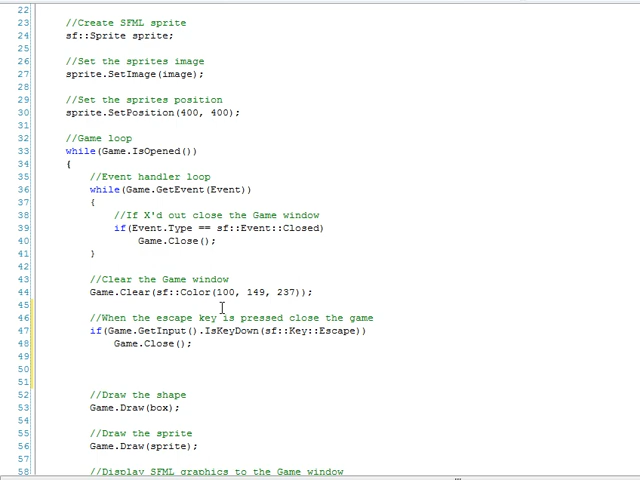 22
23 //Create SFML sprite
24 sf::Sprite sprite;
25
26 //Set the sprites image
27 sprite.SetImage(image);
28
29 //Set the sprites position
30 sprite.SetPosition(400, 400);
31
32 //Game loop
33 while(Game.IsOpened())
34 {
35 //Event handler loop
36 while(Game.GetEvent(Event))
37 {
38 //If X'd out close the Game window
39 if(Event.Type == sf::Event::Closed)
40 Game.Close();
41 }
42
43 //Clear the Game window
44 Game.Clear(sf::Color(100, 149, 237));
45
46 //When the escape key is pressed close the game
47 if(Game.GetInput().IsKeyDown(sf::Key::Escape))
48 Game.Close();
49
50
51
52 //Draw the shape
53 Game.Draw(box);
54
55 //Draw the sprite
56 Game.Draw(sprite);
57
58 //Display SFML graphics to the Game window